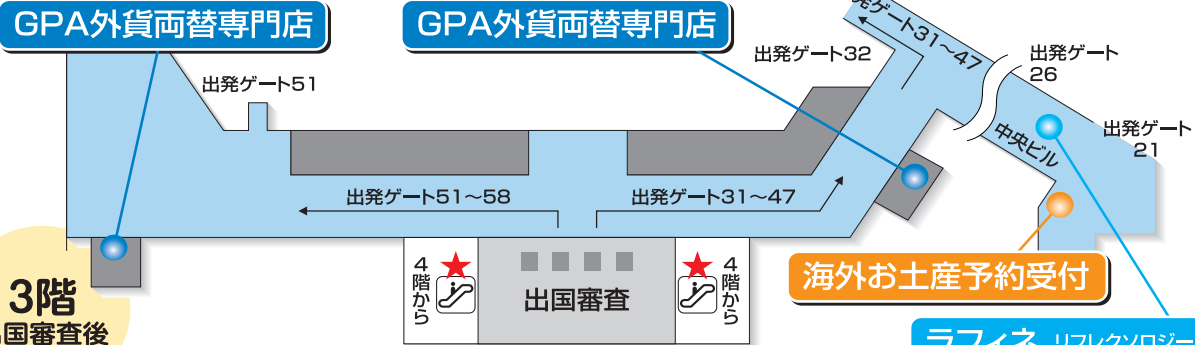 GPA外貨両替専門店
GPA外貨両替専門店
発ゲート31～47
出発ゲート32
出発ゲート
26
出発ゲート51
中央ビル
出発ゲート
21
出発ゲート51～58
出発ゲート31～47
4階から
出国審査
4階から
海外お土産予約受付
3階
国審査後
ラフィネ リフレクソロジー